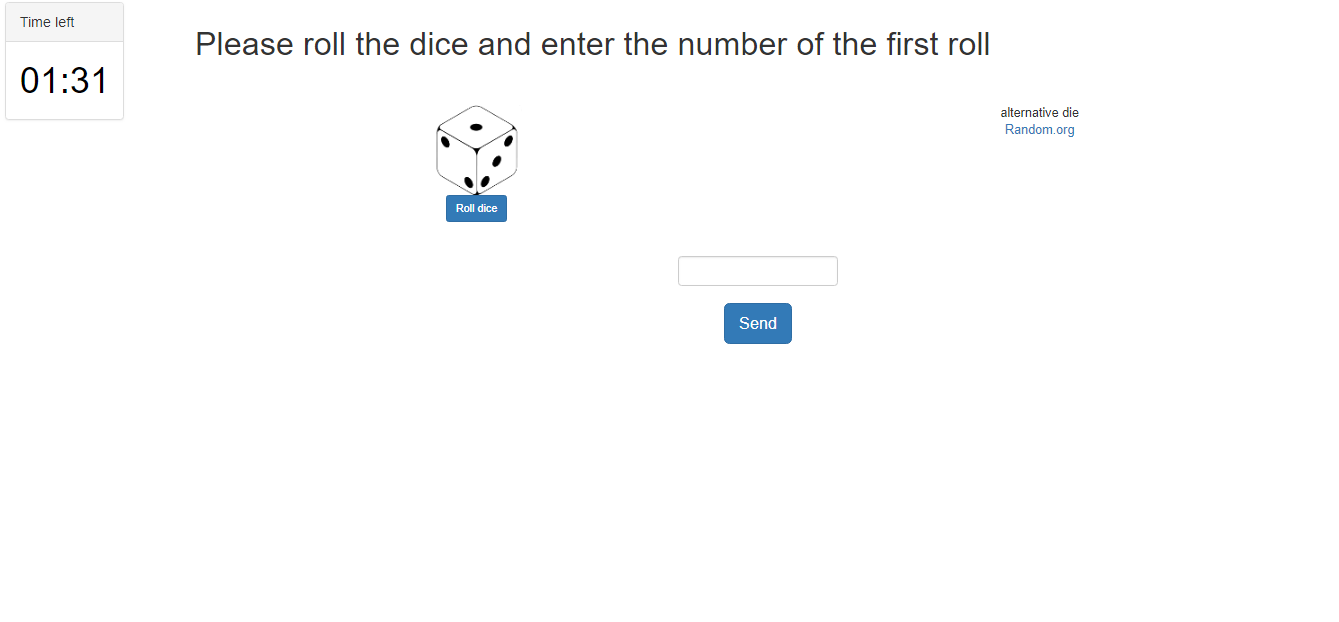 Time left
01:31
Please roll the dice and enter the number of the first roll
alternative die
Random.org
Roll dice
Send